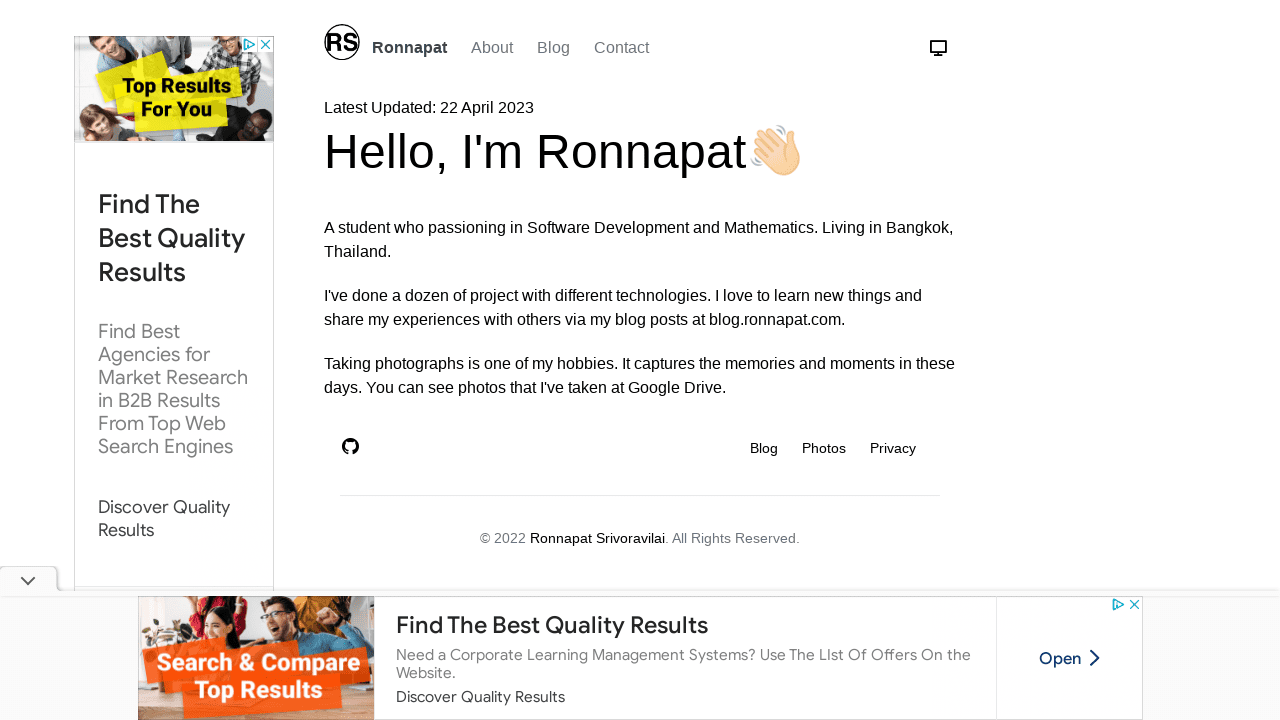 RS
Ronnapat
About
Blog
Contact
Latest Updated: 22 April 2023
Hello, I'm Ronnapat👋🏻
A student who passioning in Software Development and Mathematics. Living in Bangkok,
Thailand.
I've done a dozen of project with different technologies. I love to learn new things and
share my experiences with others via my blog posts at blog.ronnapat.com.
Taking photographs is one of my hobbies. It captures the memories and moments in these
days. You can see photos that I've taken at Google Drive.
Blog
Photos
Privacy
© 2022 Ronnapat Srivoravilai. All Rights Reserved.
Top Results
For You
Find The
Best Quality
Results
Find Best
Agencies for
Market Research
in B2B Results
From Top Web
Search Engines
Discover Quality
Results
Search & Compare
Top Results
Find The Best Quality Results
Need a Corporate Learning Management Systems? Use The LIst Of Offers On the
Website.
Discover Quality Results
Open